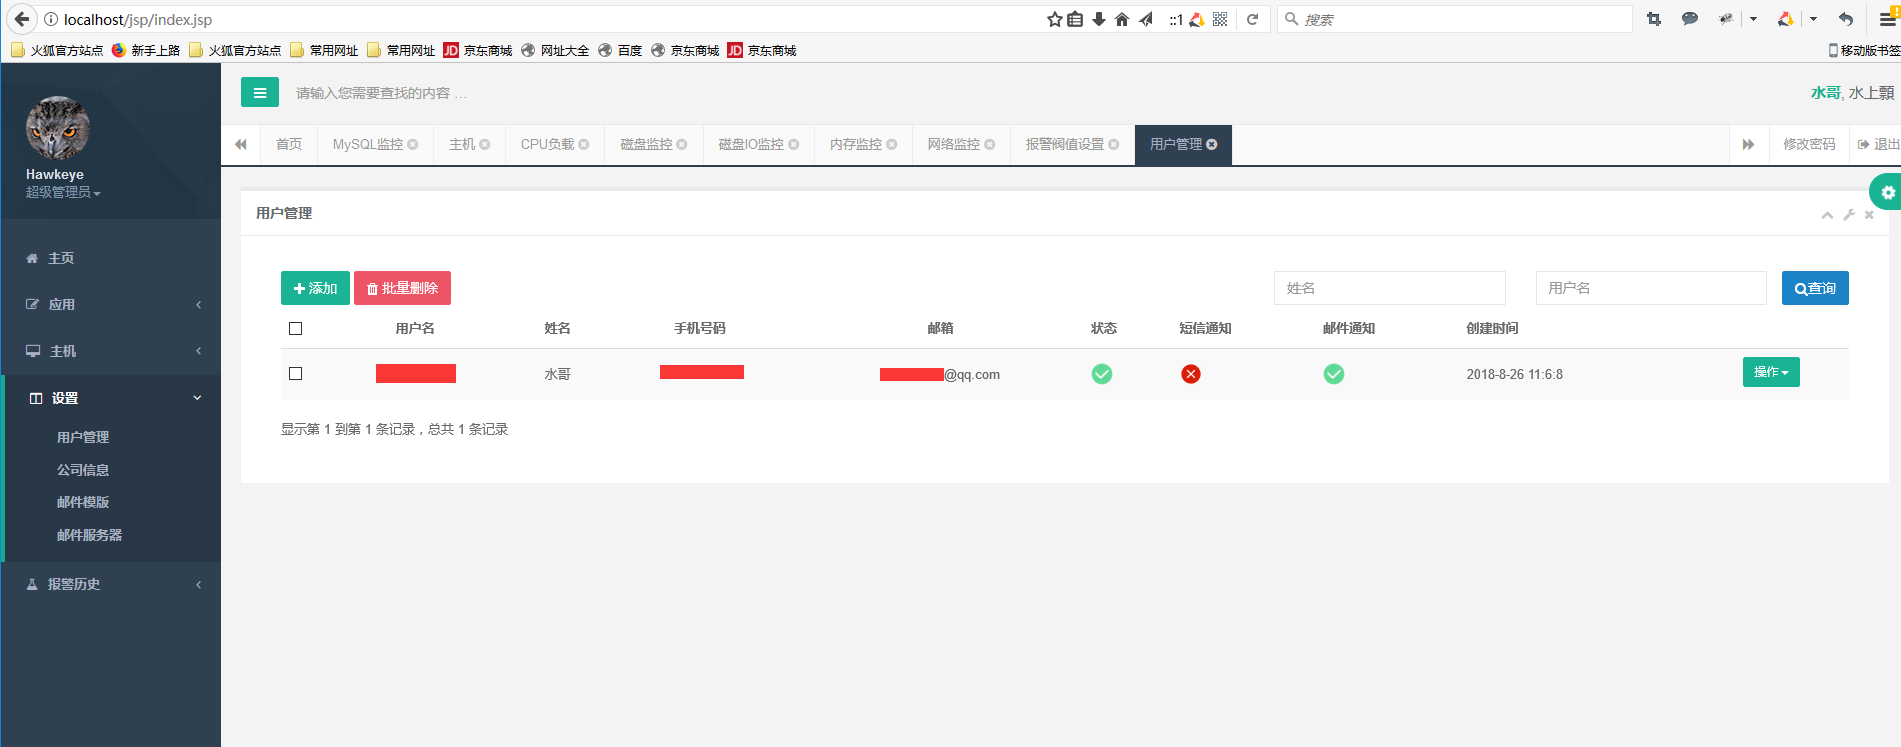 localhost/jsp/index.jsp
::1
搜索
火狐官方站点 新手上路 火狐官方站点 常用网址 常用网址 JD 京东商城 网址大全 百度 京东商城 JD 京东商城 移动版书签
Hawkeye
超级管理员
主页
应用
主机
设置
用户管理
公司信息
邮件模版
邮件服务器
报警历史
请输入您需要查找的内容 …
水哥, 水上顥
首页 MySQL监控 主机 CPU负载 磁盘监控 磁盘IO监控 内存监控 网络监控 报警阀值设置 用户管理 修改密码 退出
用户管理
添加 批量删除 姓名 用户名 查询
用户名 姓名 手机号码 邮箱 状态 短信通知 邮件通知 创建时间
水哥 @qq.com 2018-8-26 11:6:8 操作
显示第 1 到第 1 条记录，总共 1 条记录